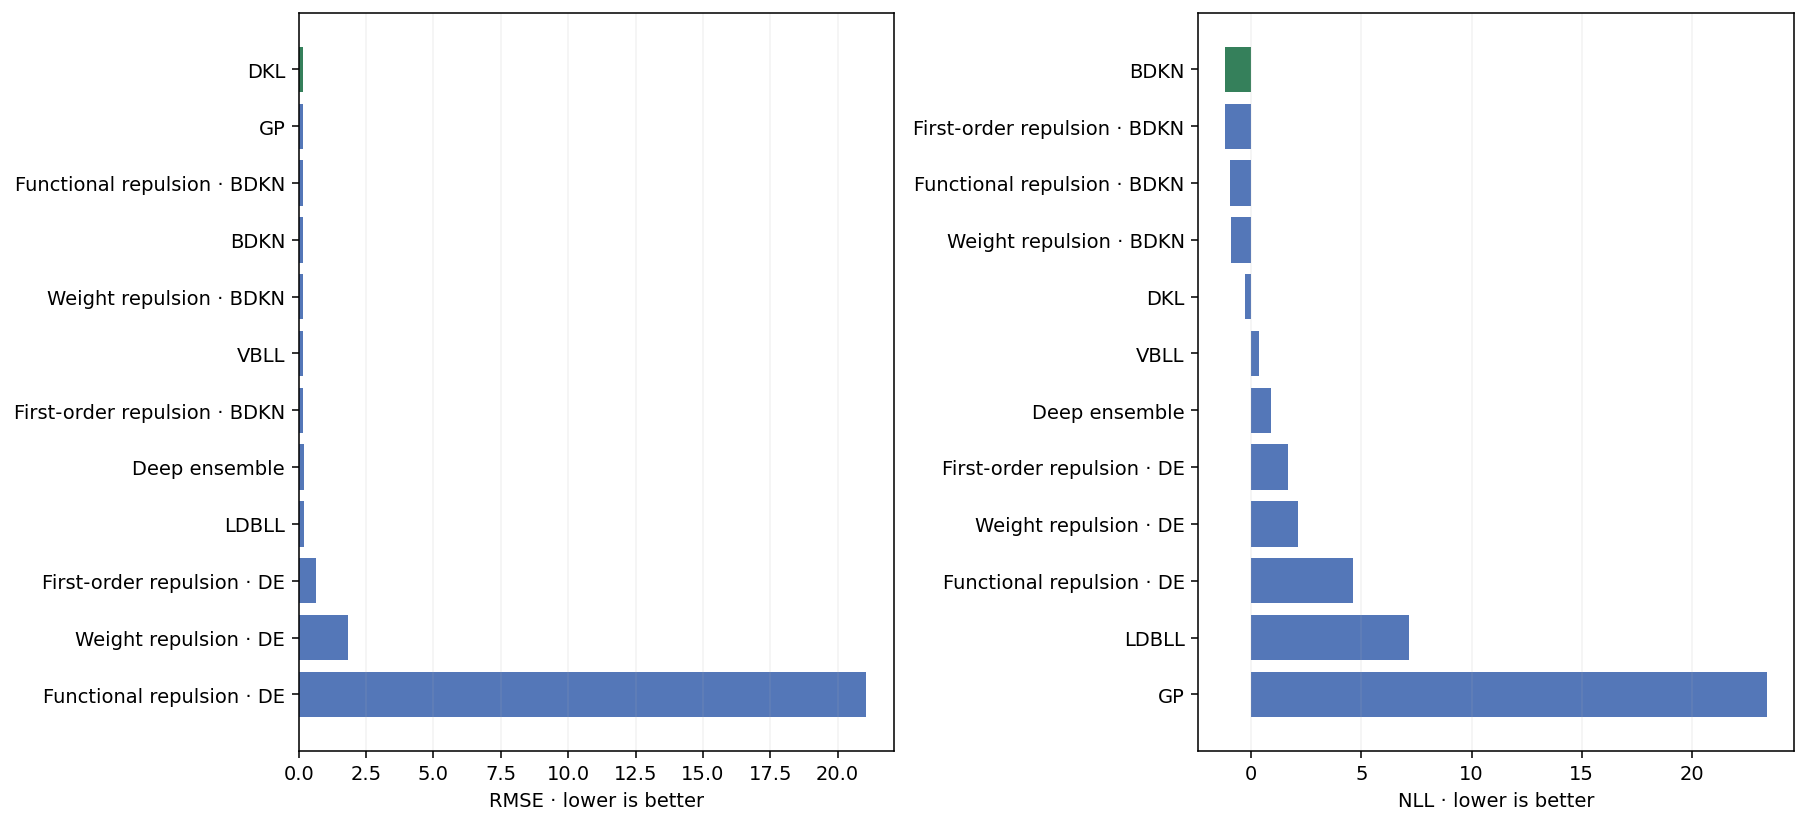 DKL
GP
Functional repulsion · BDKN
BDKN
Weight repulsion · BDKN
VBLL
First-order repulsion · BDKN
Deep ensemble
LDBLL
First-order repulsion · DE
Weight repulsion · DE
Functional repulsion · DE
0.0 2.5 5.0 7.5 10.0 12.5 15.0 17.5 20.0
RMSE · lower is better
BDKN
First-order repulsion · BDKN
Functional repulsion · BDKN
Weight repulsion · BDKN
DKL
VBLL
Deep ensemble
First-order repulsion · DE
Weight repulsion · DE
Functional repulsion · DE
LDBLL
GP
0 5 10 15 20
NLL · lower is better